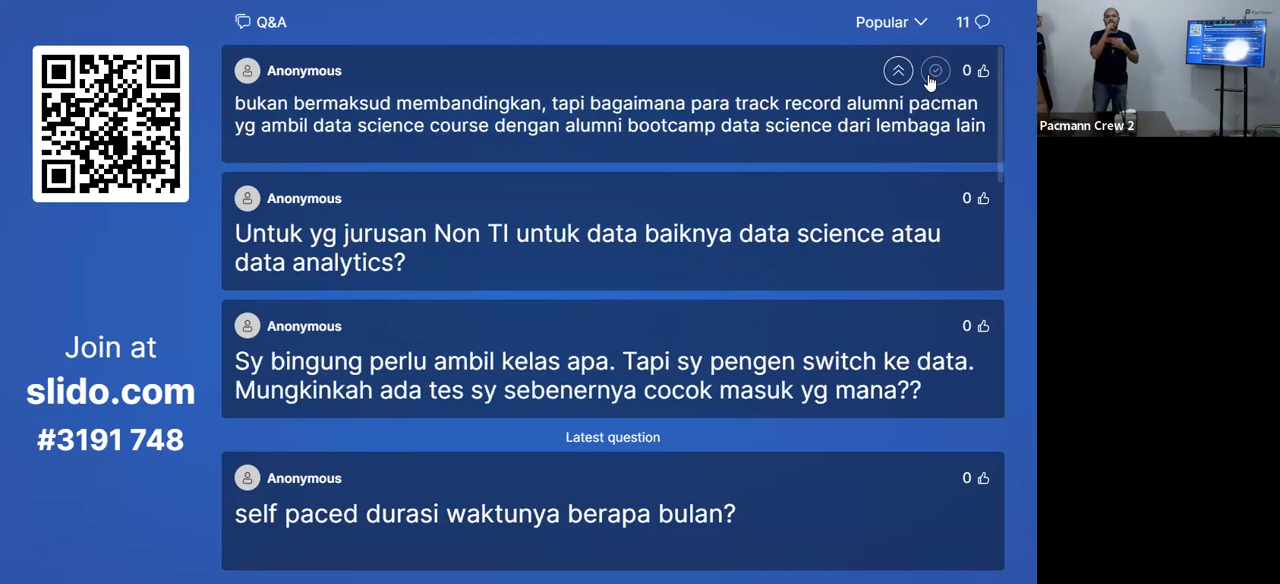 Q&A
Popular
11
Anonymous
0
bukan bermaksud membandingkan, tapi bagaimana para track record alumni pacman
yg ambil data science course dengan alumni bootcamp data science dari lembaga lain
Anonymous
0
Untuk yg jurusan Non TI untuk data baiknya data science atau
data analytics?
Anonymous
0
Sy bingung perlu ambil kelas apa. Tapi sy pengen switch ke data.
Mungkinkah ada tes sy sebenernya cocok masuk yg mana??
Latest question
Anonymous
0
self paced durasi waktunya berapa bulan?
Join at
slido.com
#3191 748
Pacmann Crew 2